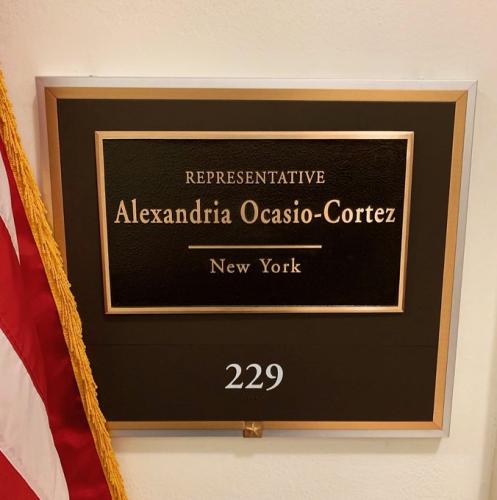 REPRESENTATIVE
Alexandria Ocasio-Cortez
New York
229